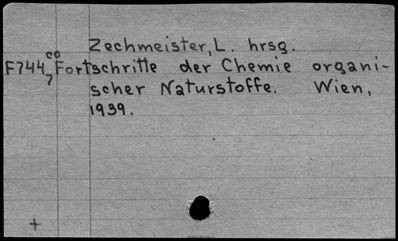 Zechmeister, L. hrsg.
co
F744 Fortschritte der Chemie organi-
7
scher Naturstoffe. Wien,
1939.
+